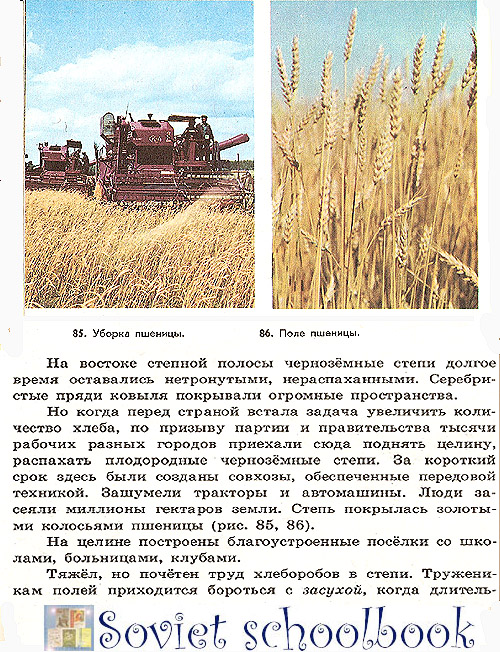 85. Уборка пшеницы.
86. Поле пшеницы.
На востоке степной полосы чернозёмные степи долгое
время оставались нетронутыми, нераспаханными. Серебри-
стые пряди ковыля покрывали огромные пространства.
Но когда перед страной встала задача увеличить коли-
чество хлеба, по призыву партии и правительства тысячи
рабочих разных городов приехали сюда поднять целину,
распахать плодородные чернозёмные степи. За короткий
срок здесь были созданы совхозы, обеспеченные передовой
техникой. Зашумели тракторы и автомашины. Люди за-
сеяли миллионы гектаров земли. Степь покрылась золоты-
ми колосьями пшеницы (рис. 85, 86).
На целине построены благоустроенные посёлки со шко-
лами, больницами, клубами.
Тяжёл, но почётен труд хлеборобов в степи. Тружени-
кам полей приходится бороться с засухой, когда длитель-
Soviet schoolbook